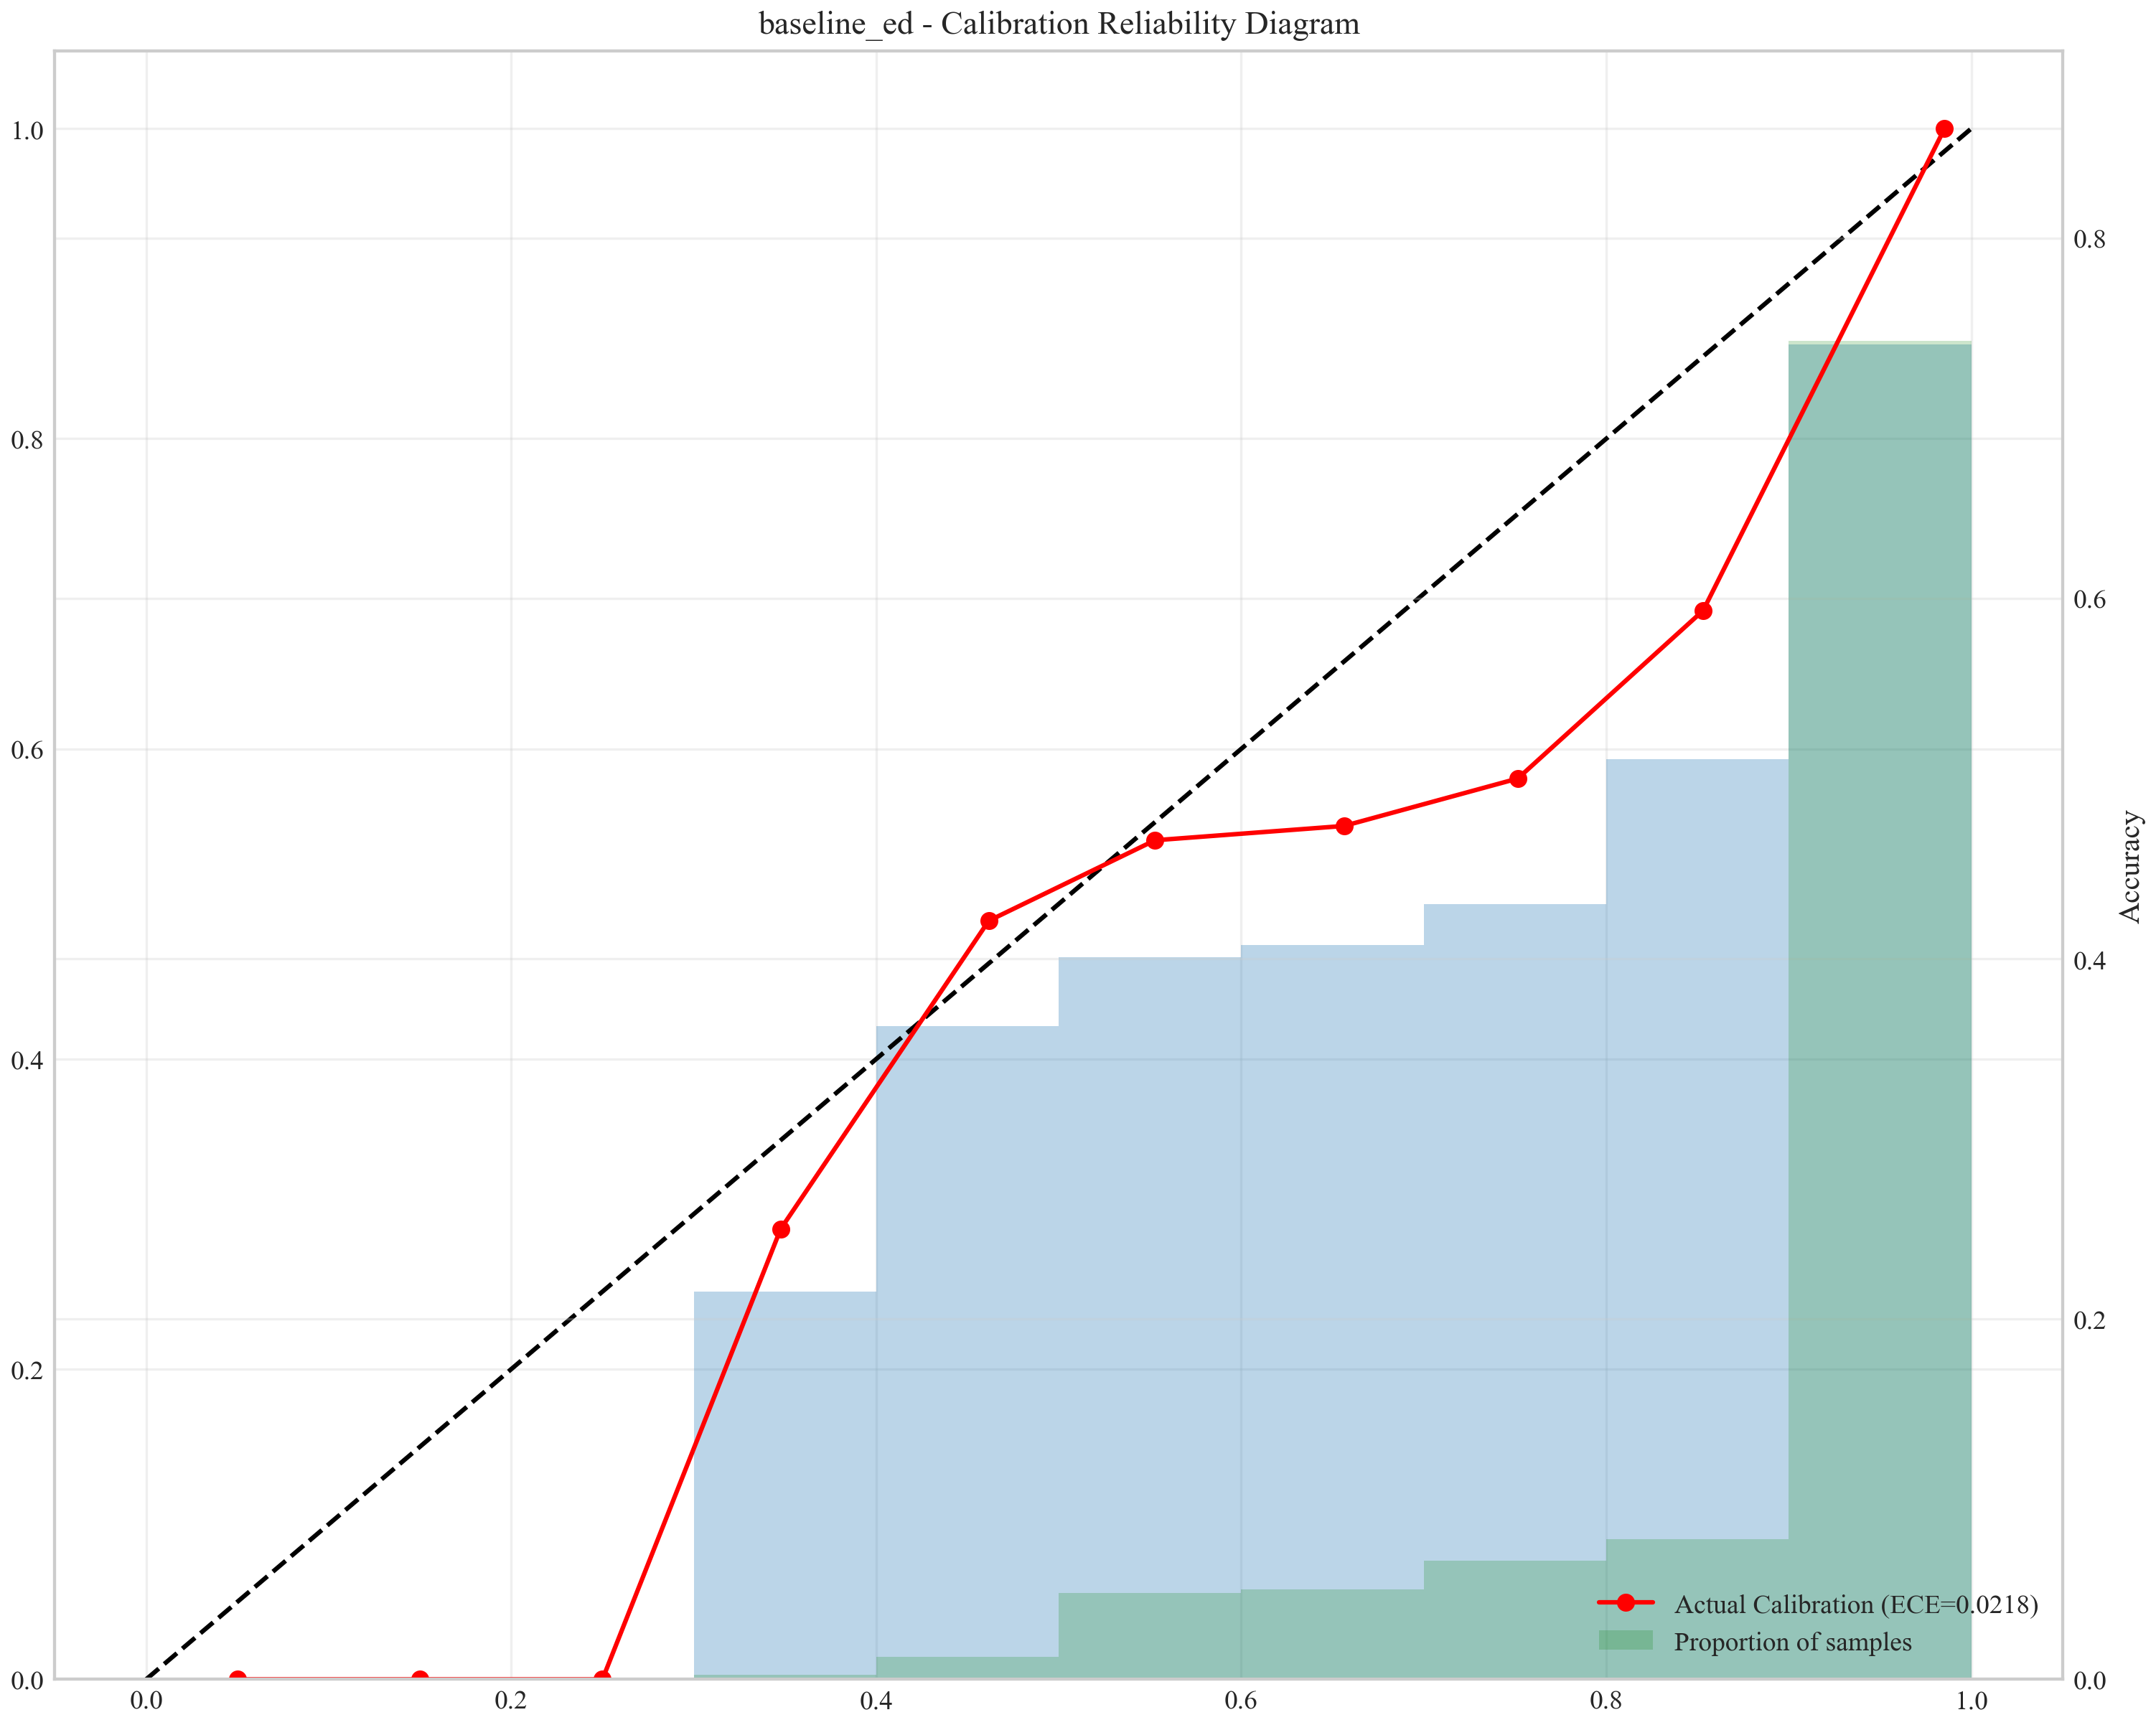 baseline_ed - Calibration Reliability Diagram
1.0
0.8
0.6
0.4
0.2
0.0
0.8
0.6
0.4
0.2
0.0
Accuracy
Actual Calibration (ECE=0.0218)
Proportion of samples
0.0 0.2 0.4 0.6 0.8 1.0